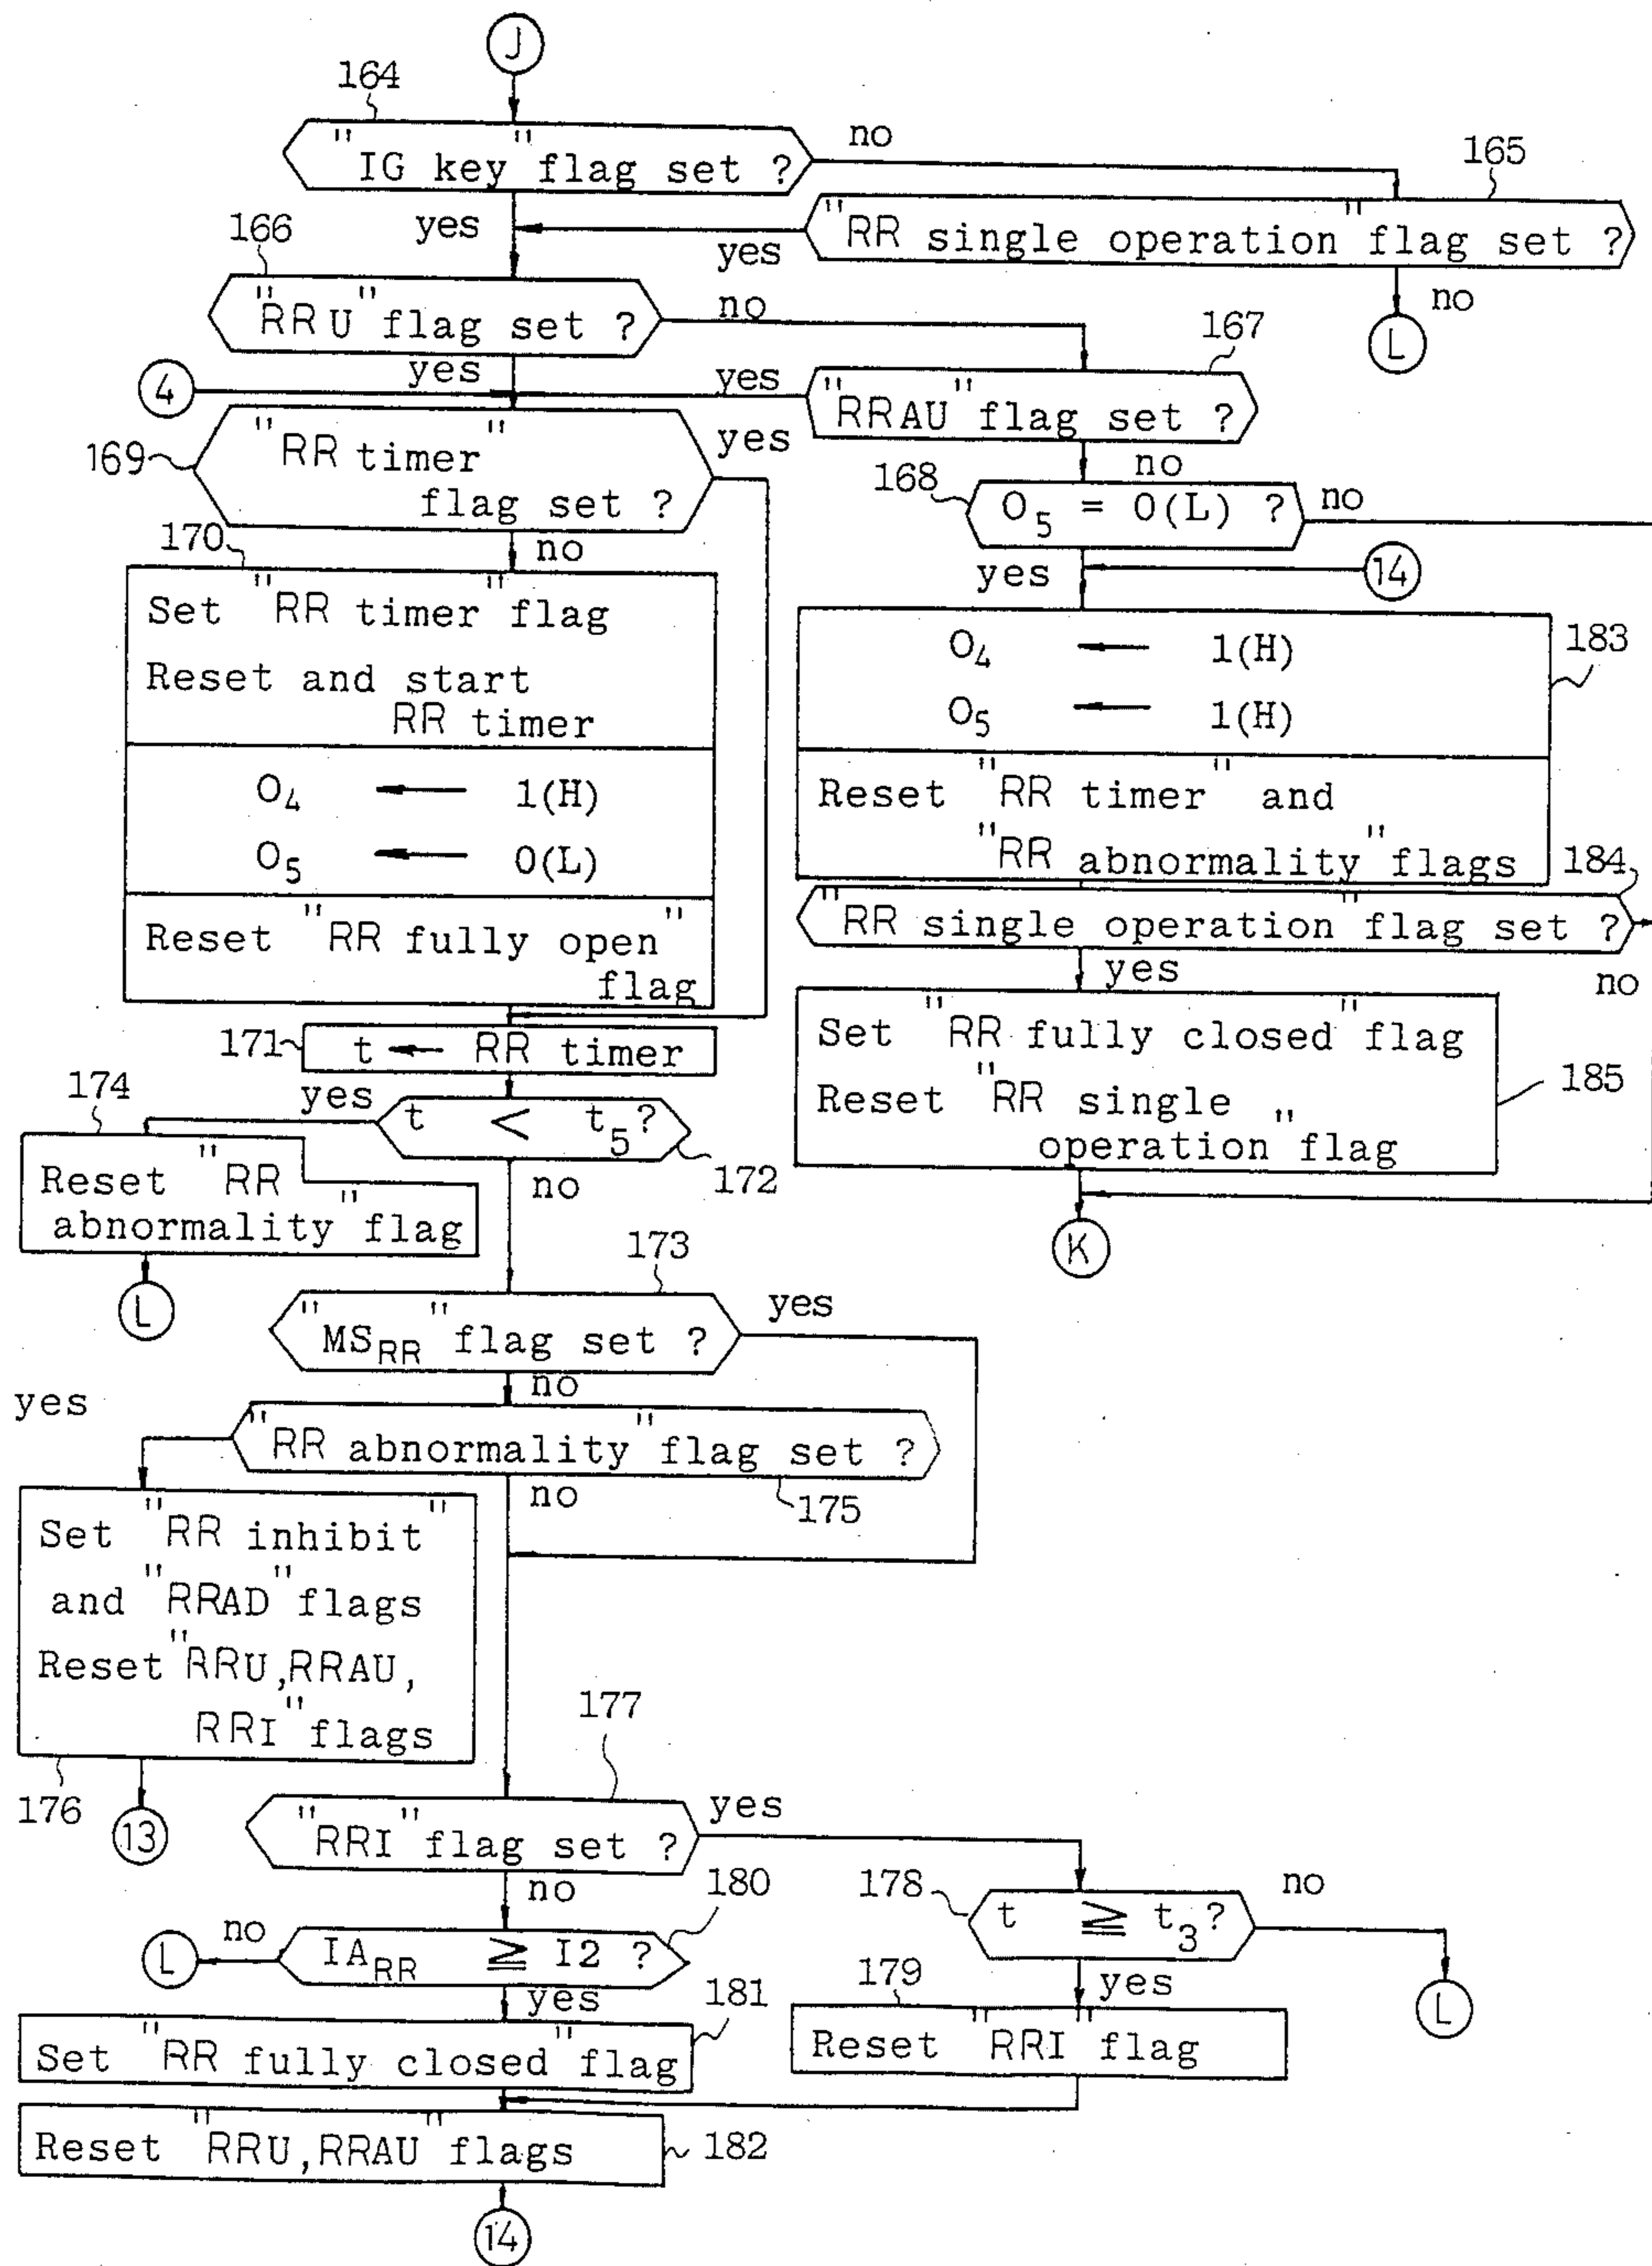 J
164
"IG key" flag set ?
no
165
yes
"RR single operation" flag set ?
yes
166
no
"RRU" flag set ?
no
L
167
yes
yes
4
"RRAU" flag set ?
"RR timer"
flag set ?
yes
169
no
168
O5 = 0(L) ?
no
170
no
yes
14
Set "RR timer" flag
Reset and start
RR timer
O4 ← 1(H)
O5 ← 0(L)
Reset "RR fully open"
flag
183
O4 ← 1(H)
O5 ← 1(H)
Reset "RR timer" and
"RR abnormality" flags
184
"RR single operation" flag set ?
yes
no
171
t ← RR timer
Set "RR fully closed" flag
Reset "RR single
operation" flag
185
174
yes
t < t5?
172
no
Reset "RR
abnormality" flag
K
L
173
"MSRR" flag set ?
yes
no
yes
"RR abnormality" flag set ?
no
175
Set "RR inhibit"
and "RRAD" flags
Reset "RRU,RRAU,
RRI" flags
176
13
177
"RRI" flag set ?
yes
no
180
178
t ≧ t3?
no
no
L
IARR ≧ I2 ?
yes
181
179
yes
L
Set "RR fully closed" flag
Reset "RRI" flag
Reset "RRU,RRAU" flags
182
14